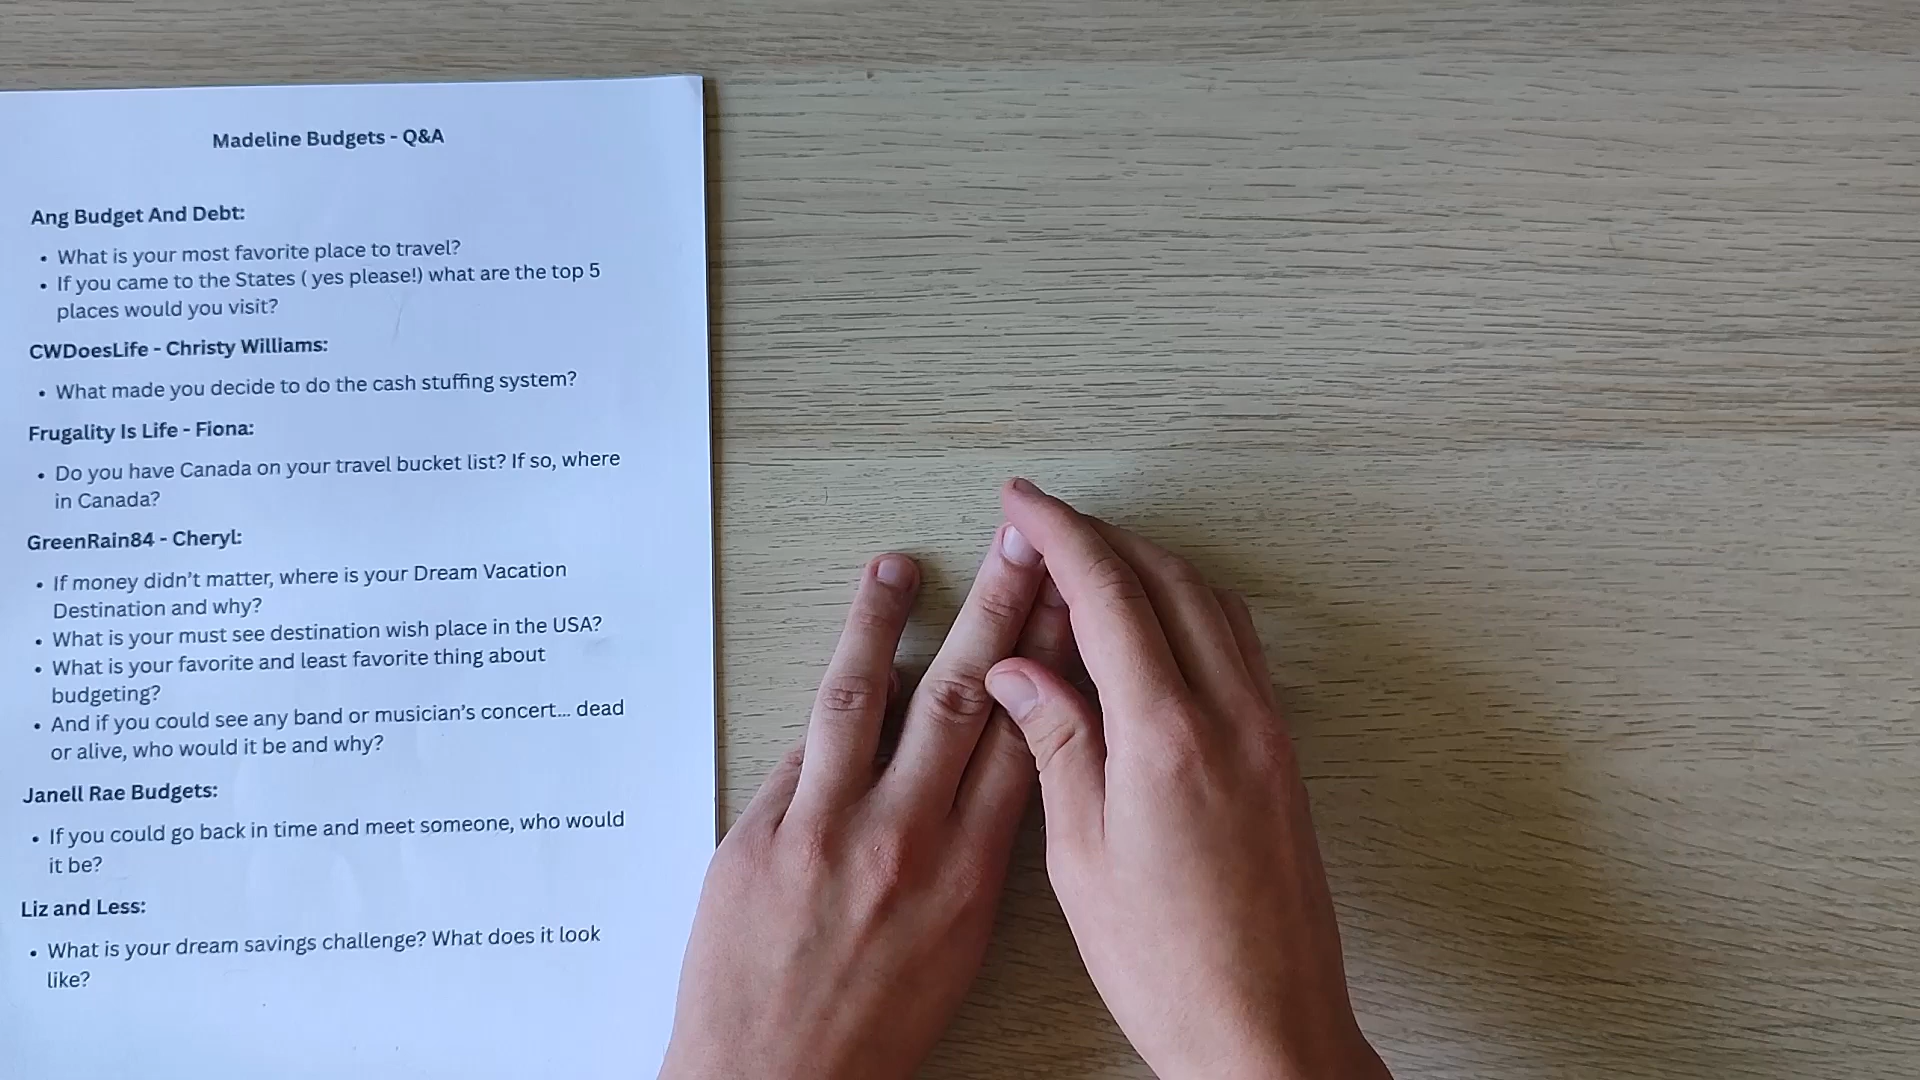 Madeline Budgets - Q&A
Ang Budget And Debt:
• What is your most favorite place to travel?
• If you came to the States ( yes please!) what are the top 5
places would you visit?
CWDoesLife - Christy Williams:
• What made you decide to do the cash stuffing system?
Frugality Is Life - Fiona:
• Do you have Canada on your travel bucket list? If so, where
in Canada?
GreenRain84 - Cheryl:
• If money didn’t matter, where is your Dream Vacation
Destination and why?
• What is your must see destination wish place in the USA?
• What is your favorite and least favorite thing about
budgeting?
• And if you could see any band or musician’s concert... dead
or alive, who would it be and why?
Janell Rae Budgets:
• If you could go back in time and meet someone, who would
it be?
Liz and Less:
• What is your dream savings challenge? What does it look
like?